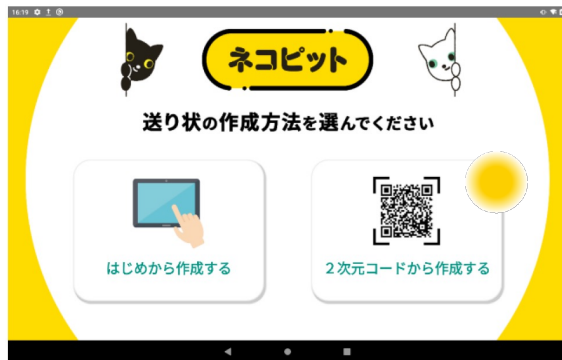 16:19
ネコピット
送り状の作成方法を選んでください
はじめから作成する
２次元コードから作成する